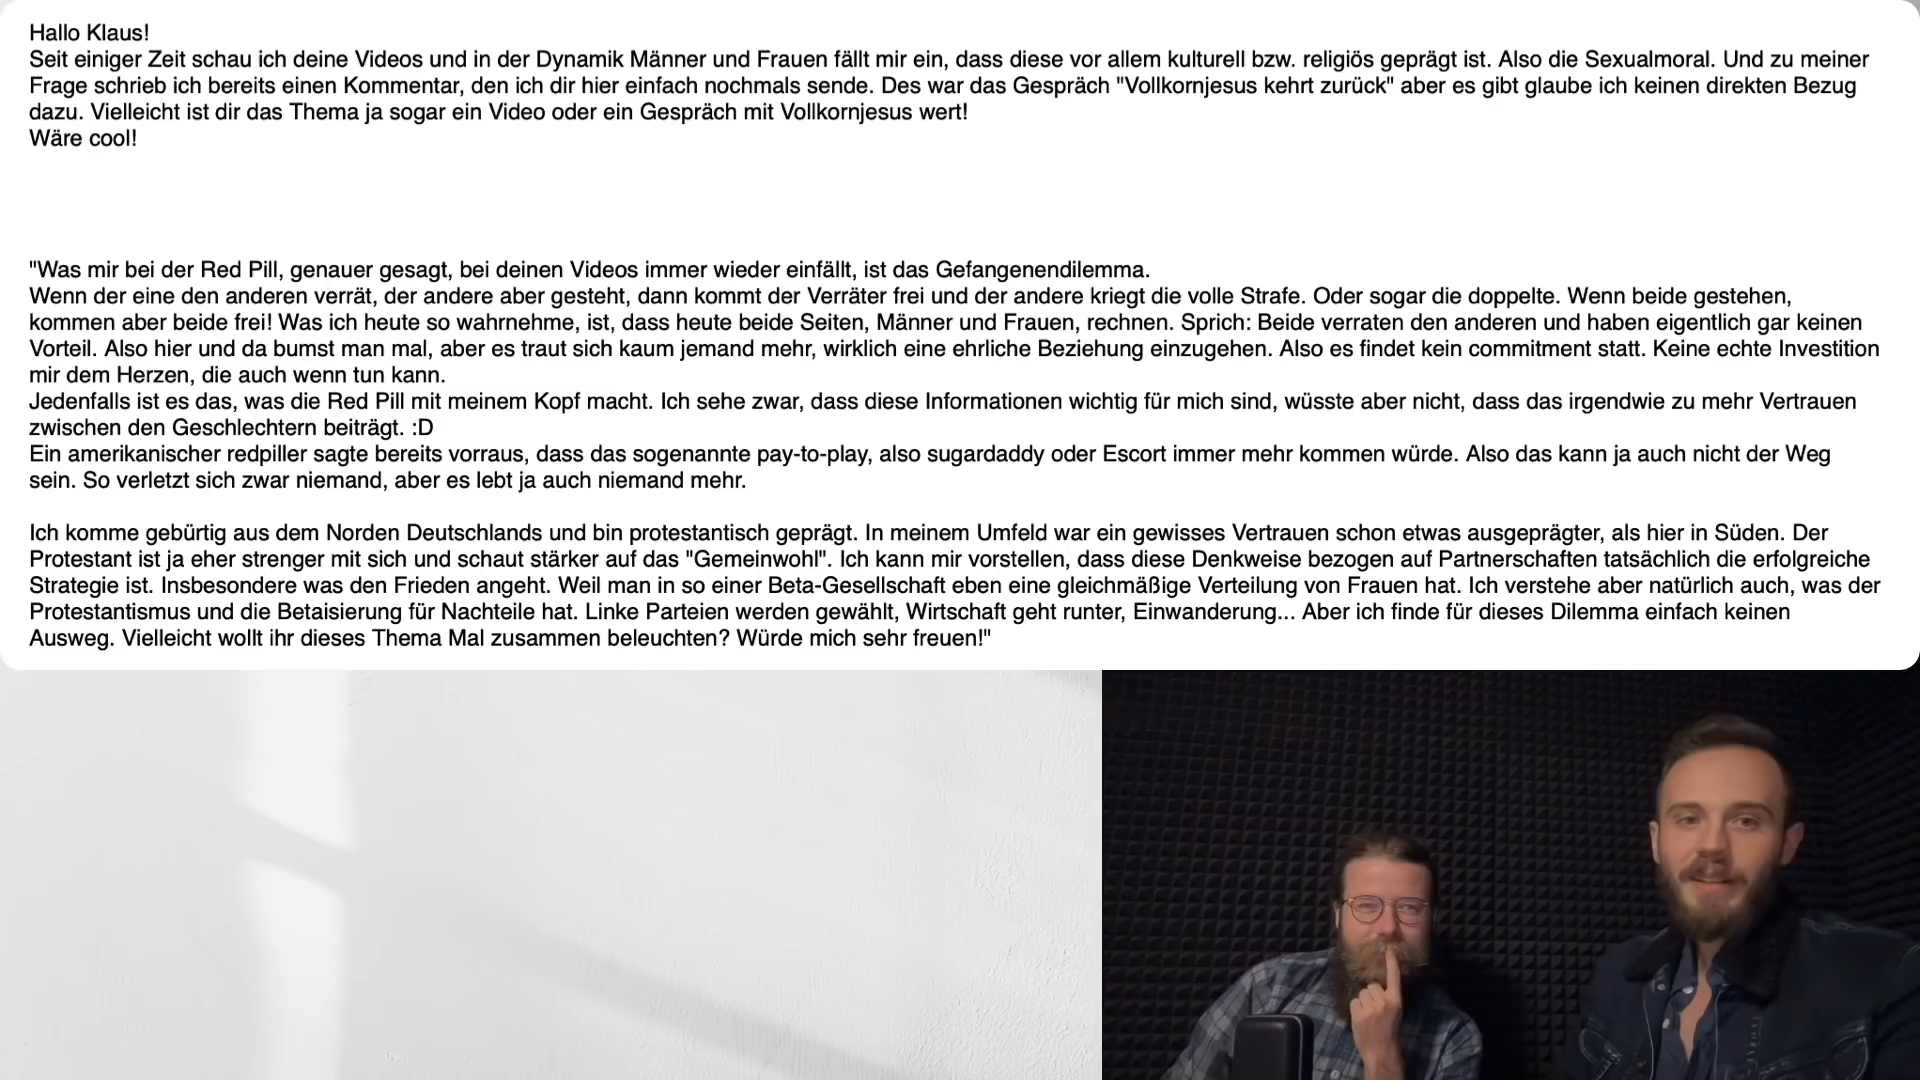 Hallo Klaus!
Seit einiger Zeit schau ich deine Videos und in der Dynamik Männer und Frauen fällt mir ein, dass diese vor allem kulturell bzw. religiös geprägt ist. Also die Sexualmoral. Und zu meiner
Frage schrieb ich bereits einen Kommentar, den ich dir hier einfach nochmals sende. Des war das Gespräch "Vollkornjesus kehrt zurück" aber es gibt glaube ich keinen direkten Bezug
dazu. Vielleicht ist dir das Thema ja sogar ein Video oder ein Gespräch mit Vollkornjesus wert!
Wäre cool!
"Was mir bei der Red Pill, genauer gesagt, bei deinen Videos immer wieder einfällt, ist das Gefangenendilemma.
Wenn der eine den anderen verrät, der andere aber gesteht, dann kommt der Verräter frei und der andere kriegt die volle Strafe. Oder sogar die doppelte. Wenn beide gestehen,
kommen aber beide frei! Was ich heute so wahrnehme, ist, dass heute beide Seiten, Männer und Frauen, rechnen. Sprich: Beide verraten den anderen und haben eigentlich gar keinen
Vorteil. Also hier und da bumst man mal, aber es traut sich kaum jemand mehr, wirklich eine ehrliche Beziehung einzugehen. Also es findet kein commitment statt. Keine echte Investition
mir dem Herzen, die auch wenn tun kann.
Jedenfalls ist es das, was die Red Pill mit meinem Kopf macht. Ich sehe zwar, dass diese Informationen wichtig für mich sind, wüsste aber nicht, dass das irgendwie zu mehr Vertrauen
zwischen den Geschlechtern beiträgt. :D
Ein amerikanischer redpiller sagte bereits vorraus, dass das sogenannte pay-to-play, also sugardaddy oder Escort immer mehr kommen würde. Also das kann ja auch nicht der Weg
sein. So verletzt sich zwar niemand, aber es lebt ja auch niemand mehr.
Ich komme gebürtig aus dem Norden Deutschlands und bin protestantisch geprägt. In meinem Umfeld war ein gewisses Vertrauen schon etwas ausgeprägter, als hier in Süden. Der
Protestant ist ja eher strenger mit sich und schaut stärker auf das "Gemeinwohl". Ich kann mir vorstellen, dass diese Denkweise bezogen auf Partnerschaften tatsächlich die erfolgreiche
Strategie ist. Insbesondere was den Frieden angeht. Weil man in so einer Beta-Gesellschaft eben eine gleichmäßige Verteilung von Frauen hat. Ich verstehe aber natürlich auch, was der
Protestantismus und die Betaisierung für Nachteile hat. Linke Parteien werden gewählt, Wirtschaft geht runter, Einwanderung... Aber ich finde für dieses Dilemma einfach keinen
Ausweg. Vielleicht wollt ihr dieses Thema Mal zusammen beleuchten? Würde mich sehr freuen!"